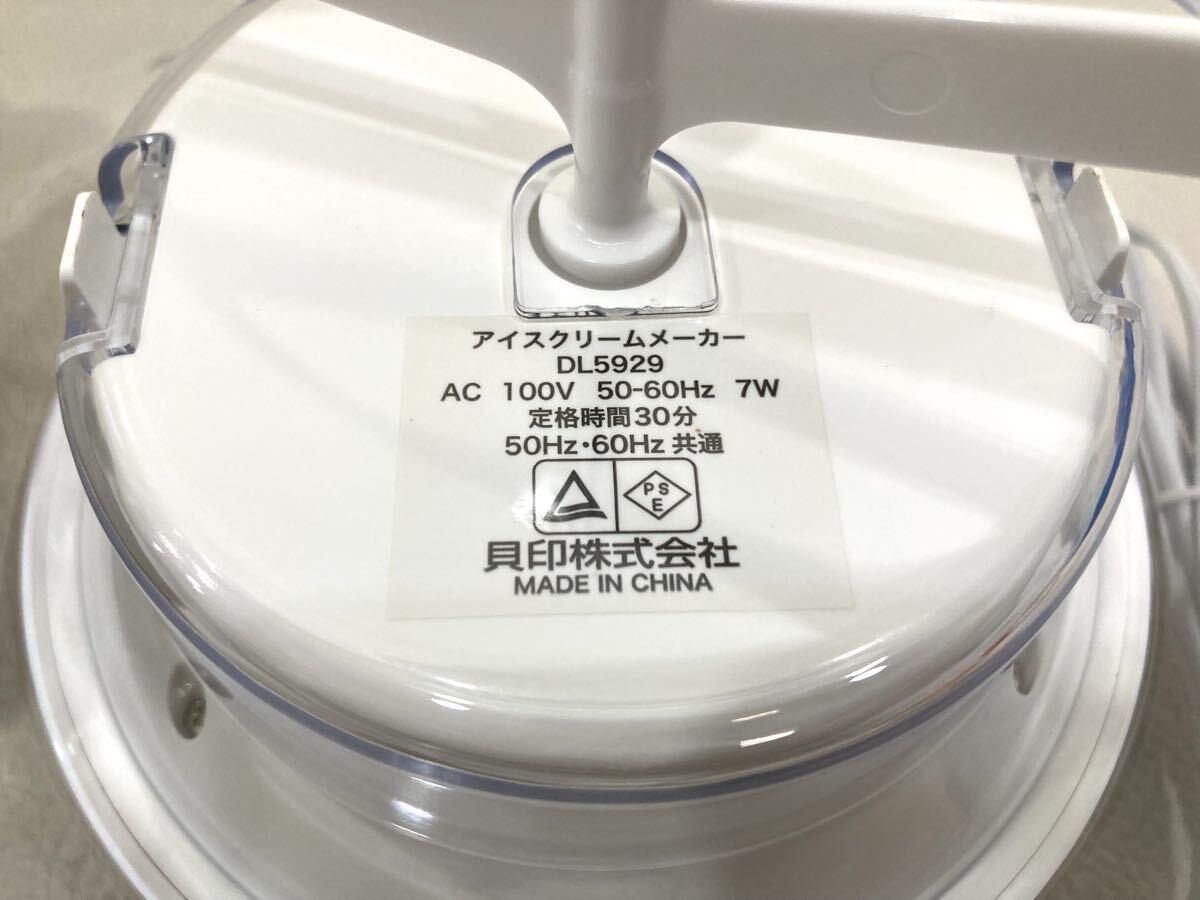 アイスクリームメーカー
DL5929
AC 100V 50-60Hz 7W
定格時間30分
50Hz・60Hz 共通
PSE
貝印株式会社
MADE IN CHINA